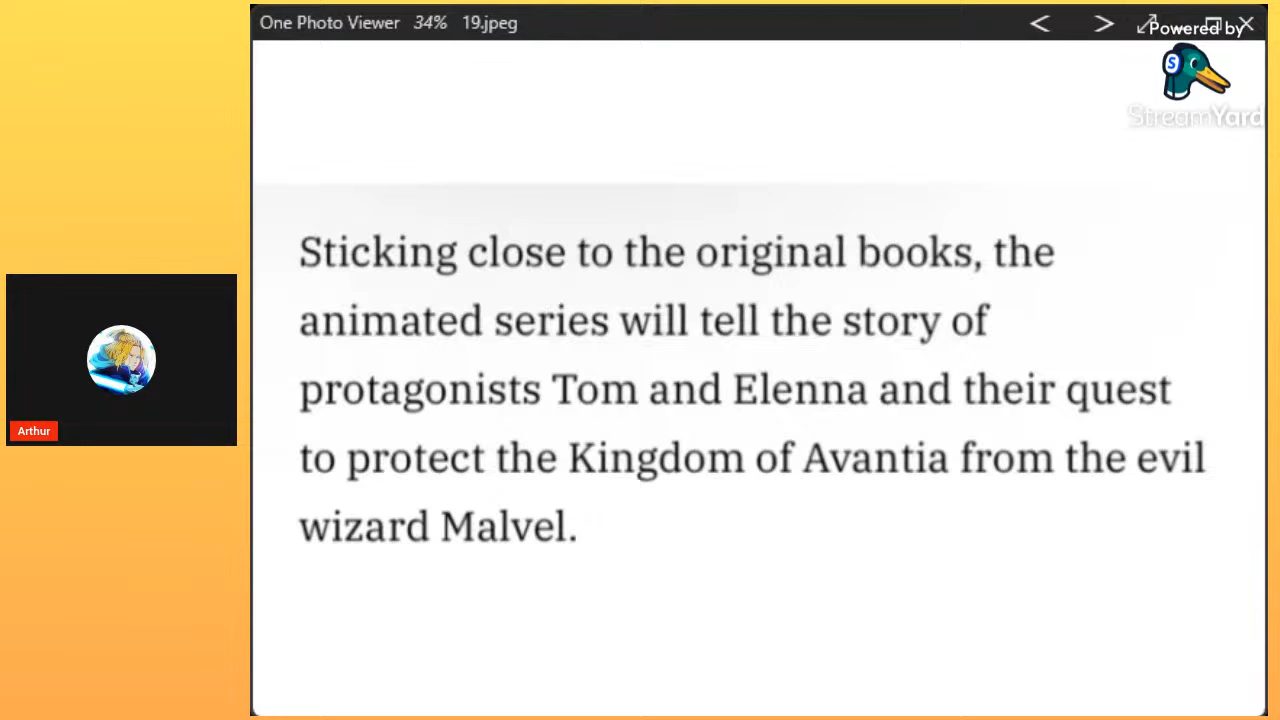 One Photo Viewer 34% 19.jpeg
Powered by
StreamYard
Sticking close to the original books, the
animated series will tell the story of
protagonists Tom and Elenna and their quest
to protect the Kingdom of Avantia from the evil
wizard Malvel.
Arthur